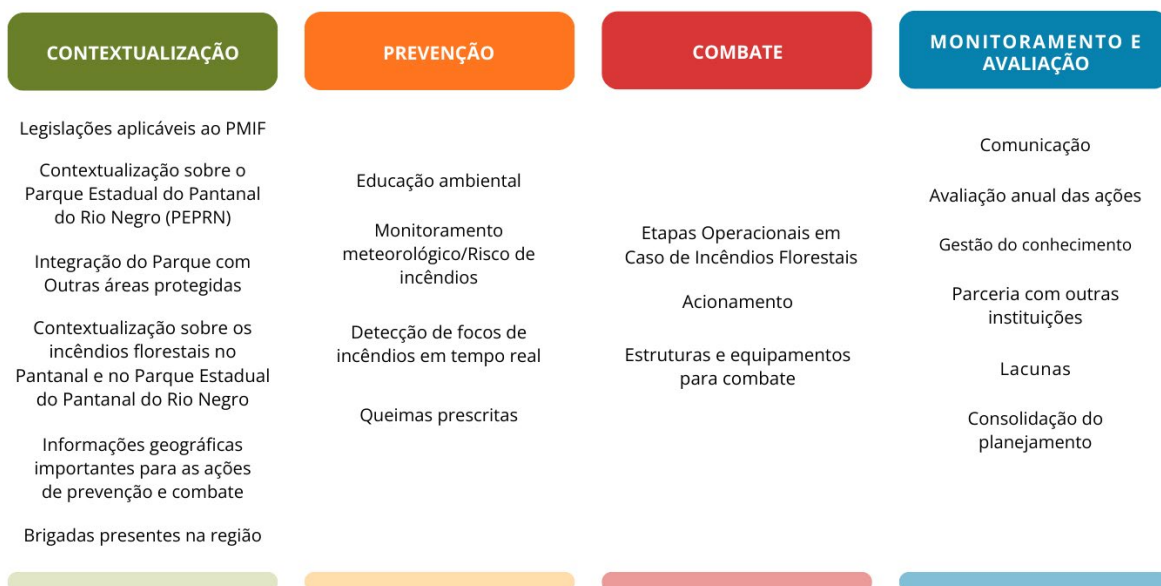 CONTEXTUALIZAÇÃO
Legislações aplicáveis ao PMIF
Contextualização sobre o
Parque Estadual do Pantanal
do Rio Negro (PEPRN)
Integração do Parque com
Outras áreas protegidas
Contextualização sobre os
incêndios florestais no
Pantanal e no Parque Estadual
do Pantanal do Rio Negro
Informações geográficas
importantes para as ações
de prevenção e combate
Brigadas presentes na região
PREVENÇÃO
Educação ambiental
Monitoramento
meteorológico/Risco de
incêndios
Detecção de focos de
incêndios em tempo real
Queimas prescritas
COMBATE
Etapas Operacionais em
Caso de Incêndios Florestais
Acionamento
Estruturas e equipamentos
para combate
MONITORAMENTO E
AVALIAÇÃO
Comunicação
Avaliação anual das ações
Gestão do conhecimento
Parceria com outras
instituições
Lacunas
Consolidação do
planejamento